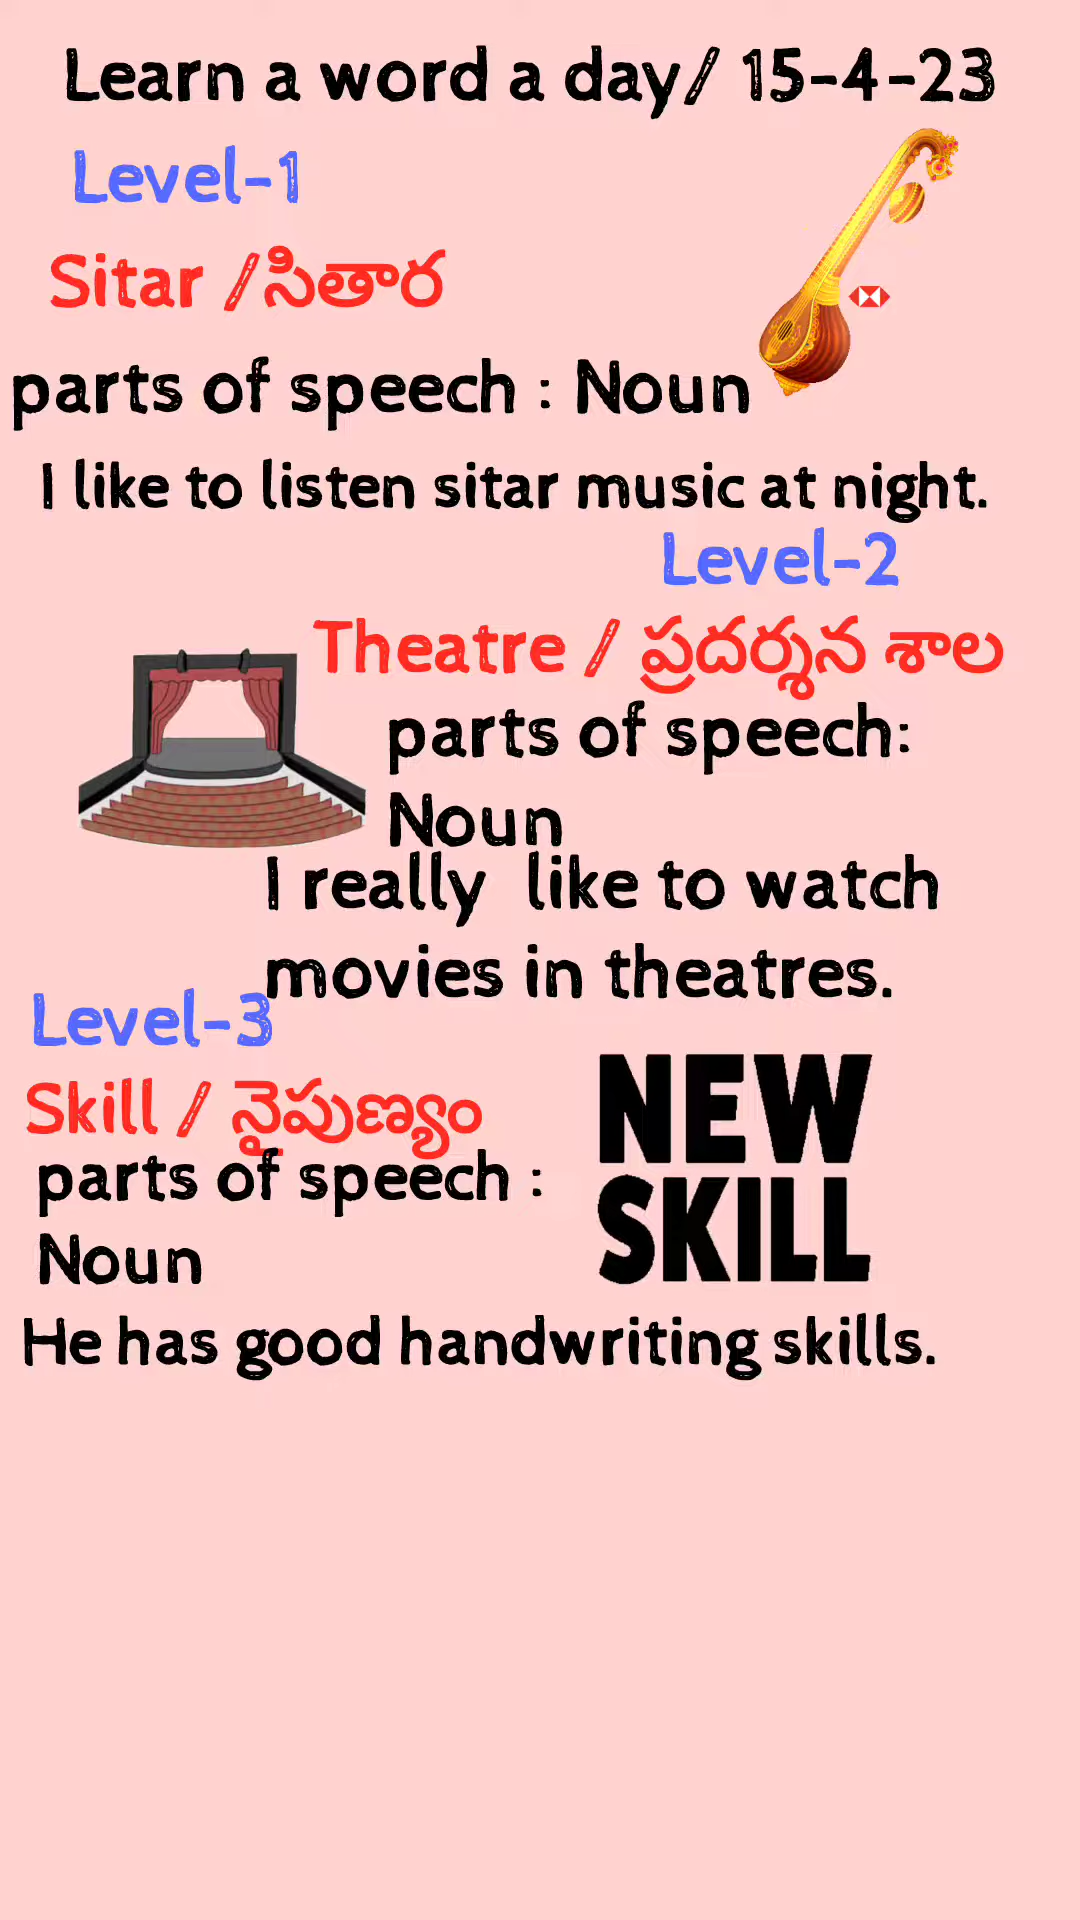 Learn a word a day/ 15-4-23
Level-1
Sitar /సితార
parts of speech : Noun
I like to listen sitar music at night.
Level-2
Theatre / ప్రదర్శన శాల
parts of speech:
Noun
I really like to watch
movies in theatres.
Level-3
Skill / నైపుణ్యం
parts of speech :
Noun
NEW
SKILL
He has good handwriting skills.